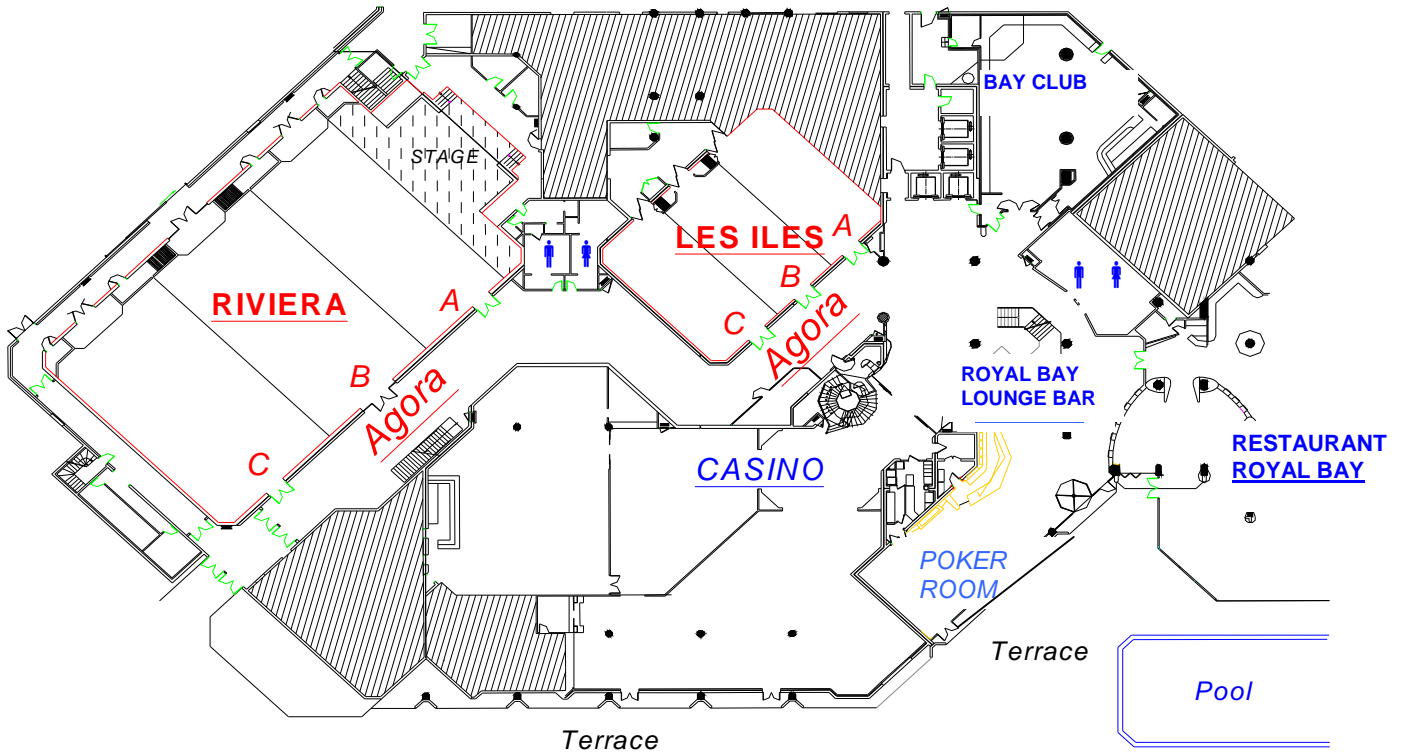 BAY CLUB
STAGE
RIVIERA
A
B
C
Agora
LES ILES
A
B
C
Agora
ROYAL BAY
LOUNGE BAR
RESTAURANT
ROYAL BAY
CASINO
POKER
ROOM
Terrace
Pool
Terrace